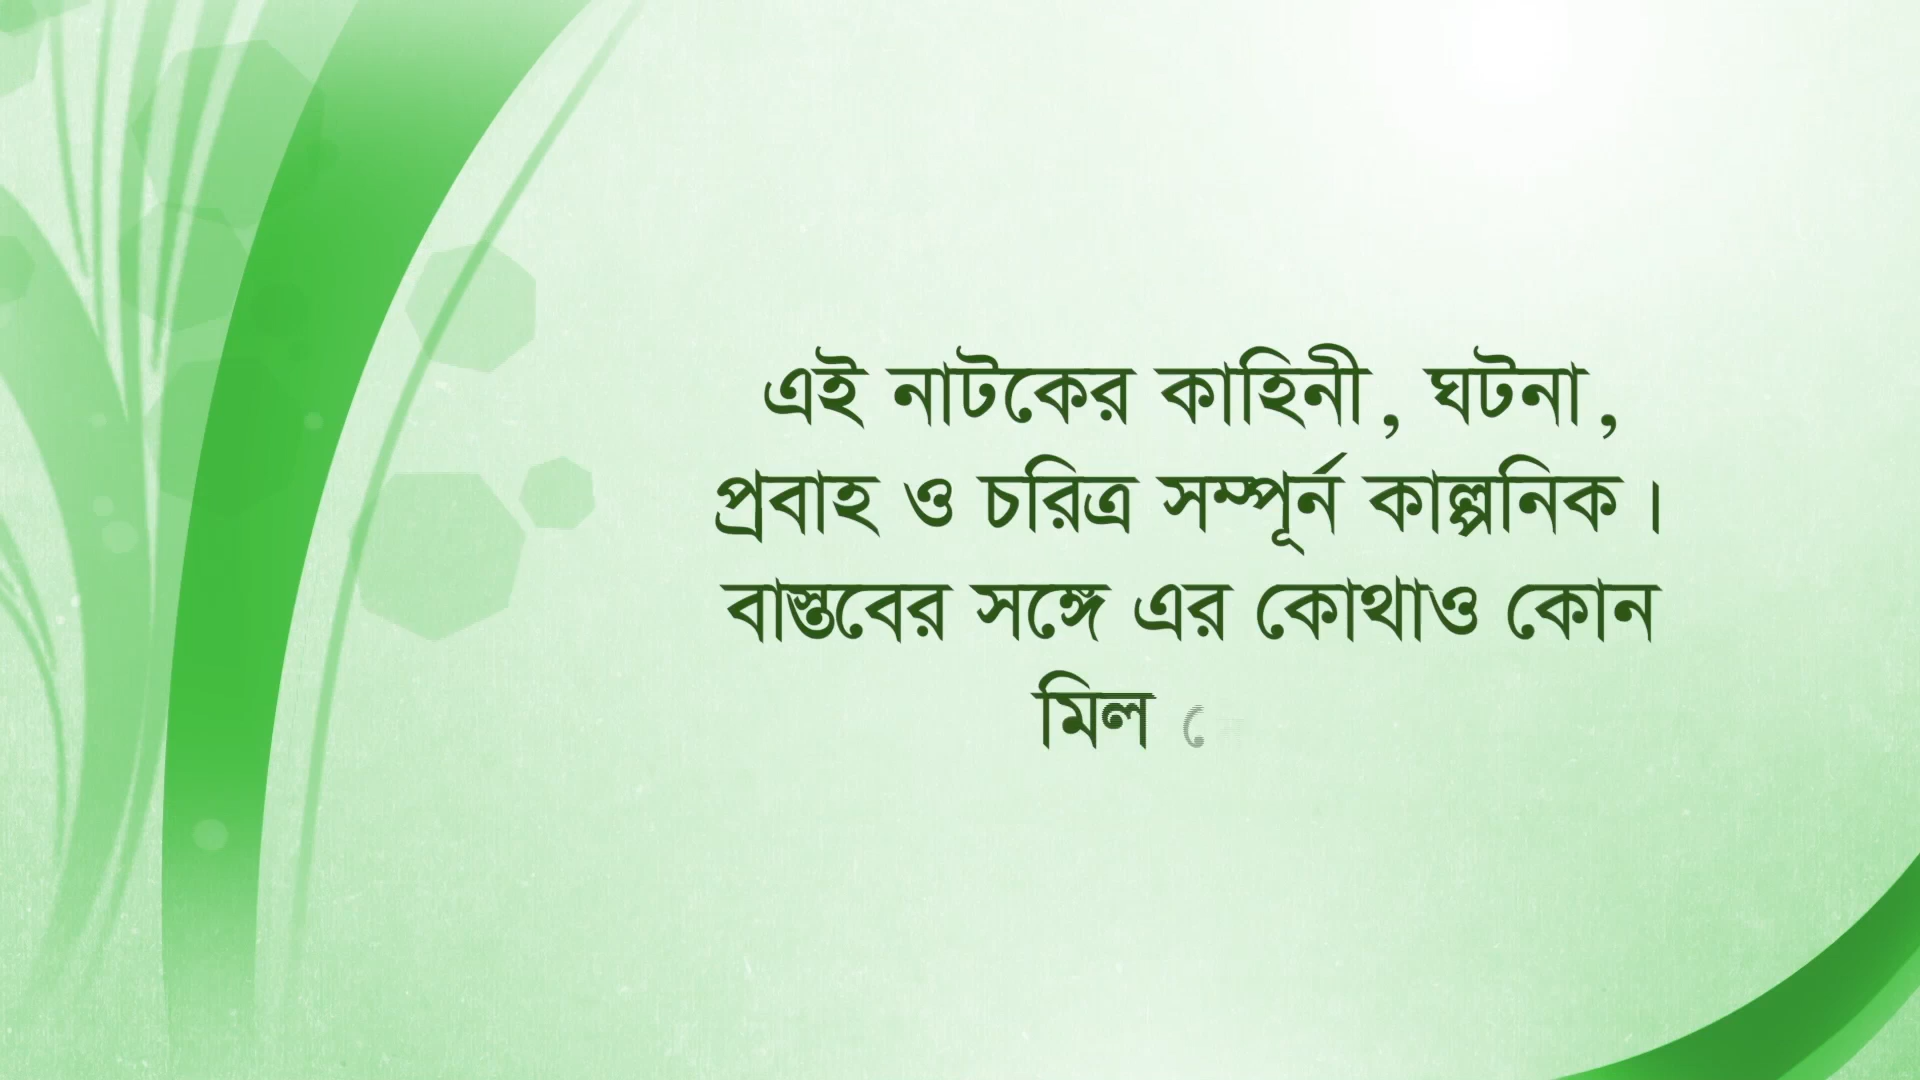 এই নাটকের কাহিনী, ঘটনা,
প্রবাহ ও চরিত্র সম্পূর্ন কাল্পনিক।
বাস্তবের সঙ্গে এর কোথাও কোন
মিল